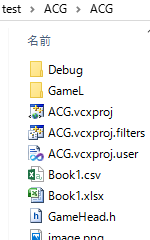 test > ACG > ACG
名前
Debug
GameL
ACG.vcxproj
ACG.vcxproj.filters
ACG.vcxproj.user
Book1.csv
Book1.xlsx
GameHead.h
image.png